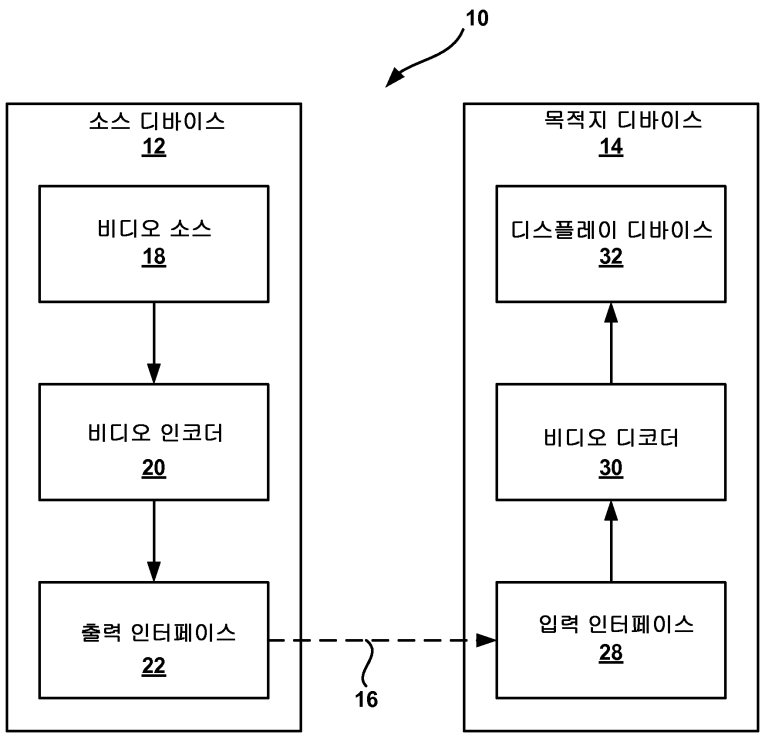 10
소스 디바이스
12
비디오 소스
18
비디오 인코더
20
출력 인터페이스
22
16
목적지 디바이스
14
디스플레이 디바이스
32
비디오 디코더
30
입력 인터페이스
28